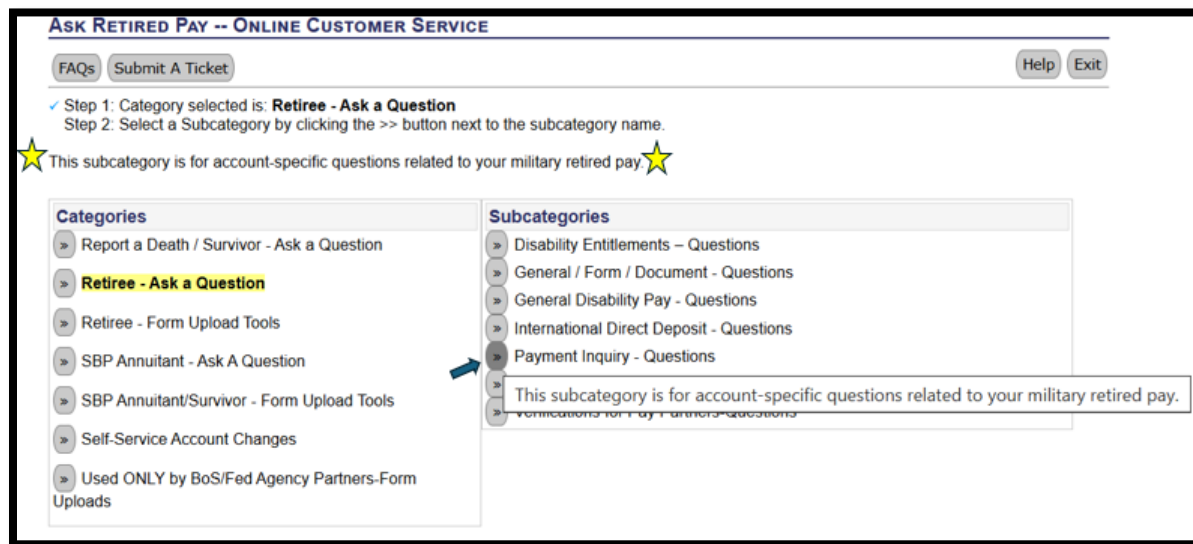 ASK RETIRED PAY -- ONLINE CUSTOMER SERVICE
FAQs Submit A Ticket Help Exit
✓ Step 1: Category selected is: Retiree - Ask a Question
Step 2: Select a Subcategory by clicking the >> button next to the subcategory name.
This subcategory is for account-specific questions related to your military retired pay.
Categories
» Report a Death / Survivor - Ask a Question
» Retiree - Ask a Question
» Retiree - Form Upload Tools
» SBP Annuitant - Ask A Question
» SBP Annuitant/Survivor - Form Upload Tools
» Self-Service Account Changes
» Used ONLY by BoS/Fed Agency Partners-Form
Uploads
Subcategories
» Disability Entitlements – Questions
» General / Form / Document - Questions
» General Disability Pay - Questions
» International Direct Deposit - Questions
» Payment Inquiry - Questions
»
This subcategory is for account-specific questions related to your military retired pay.
» Verifications for Pay Partners-Questions